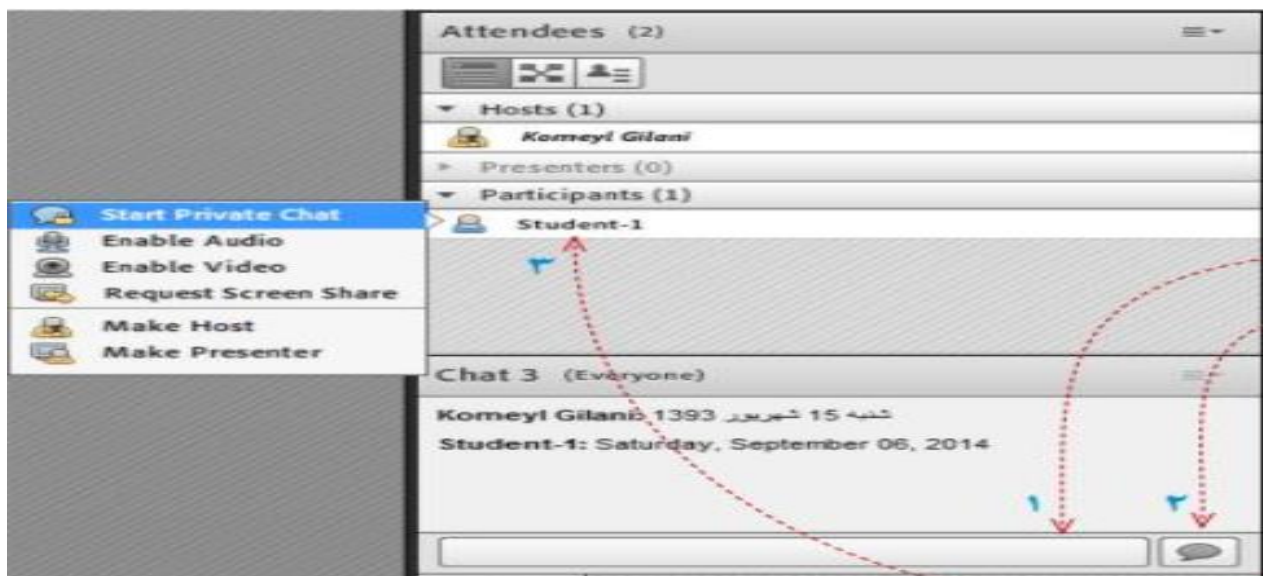 Attendees (2)
Hosts (1)
Komeyl Gilani
Presenters (0)
Participants (1)
Student-1
Start Private Chat
Enable Audio
Enable Video
Request Screen Share
Make Host
Make Presenter
۳
Chat 3 (Everyone)
Komeyl Gilani: شنبه 15 شهریور 1393
Student-1: Saturday, September 06, 2014
۱
۲